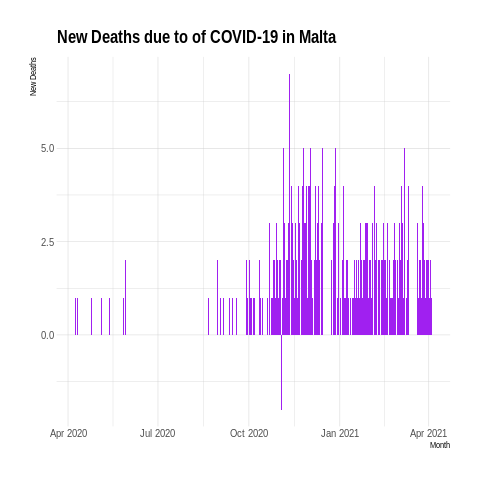 New Deaths due to of COVID-19 in Malta
New Deaths
5.0
2.5
0.0
Apr 2020 Jul 2020 Oct 2020 Jan 2021 Apr 2021
Month